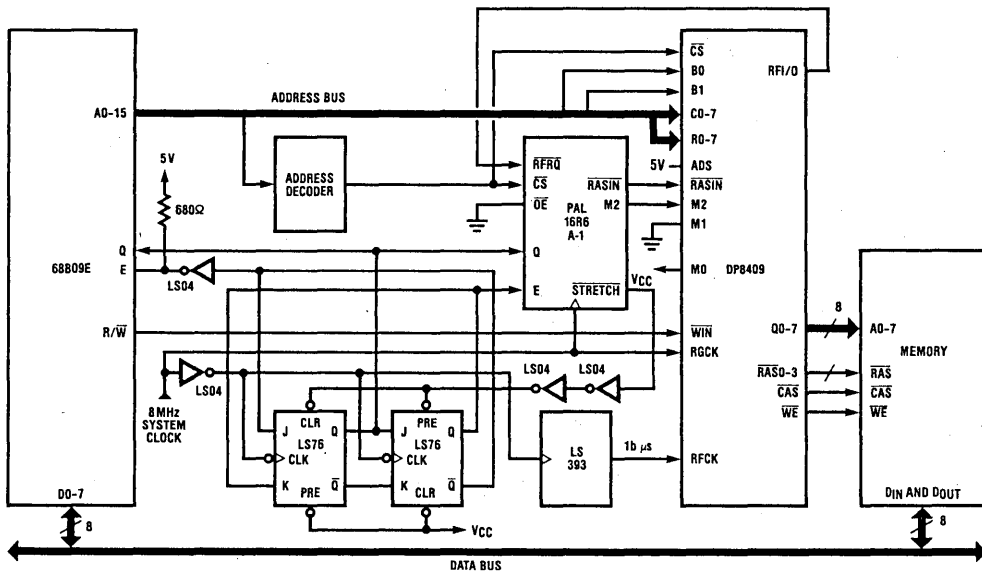 CS
B0
RFI/O
B1
ADDRESS BUS
A0-15
C0-7
R0-7
5V
ADDRESS
DECODER
RFRQ
CS
OE
RASIN
M2
PAL
16R6
A-1
5V
ADS
RASIN
M2
M1
680Ω
Q
68B09E
E
LS04
Q
E
STRETCH
VCC
M0
DP8409
R/W
WIN
Q0-7
8
A0-7
MEMORY
RGCK
LS04
LS04
LS04
RAS0-3
RAS
CAS
CAS
WE
WE
8MHz
SYSTEM
CLOCK
CLR
J
Q
LS76
CLK
K
Q
PRE
PRE
J
Q
LS76
CLK
K
Q
CLR
LS
393
1b µs
RFCK
VCC
D0-7
8
DIN AND DOUT
8
DATA BUS